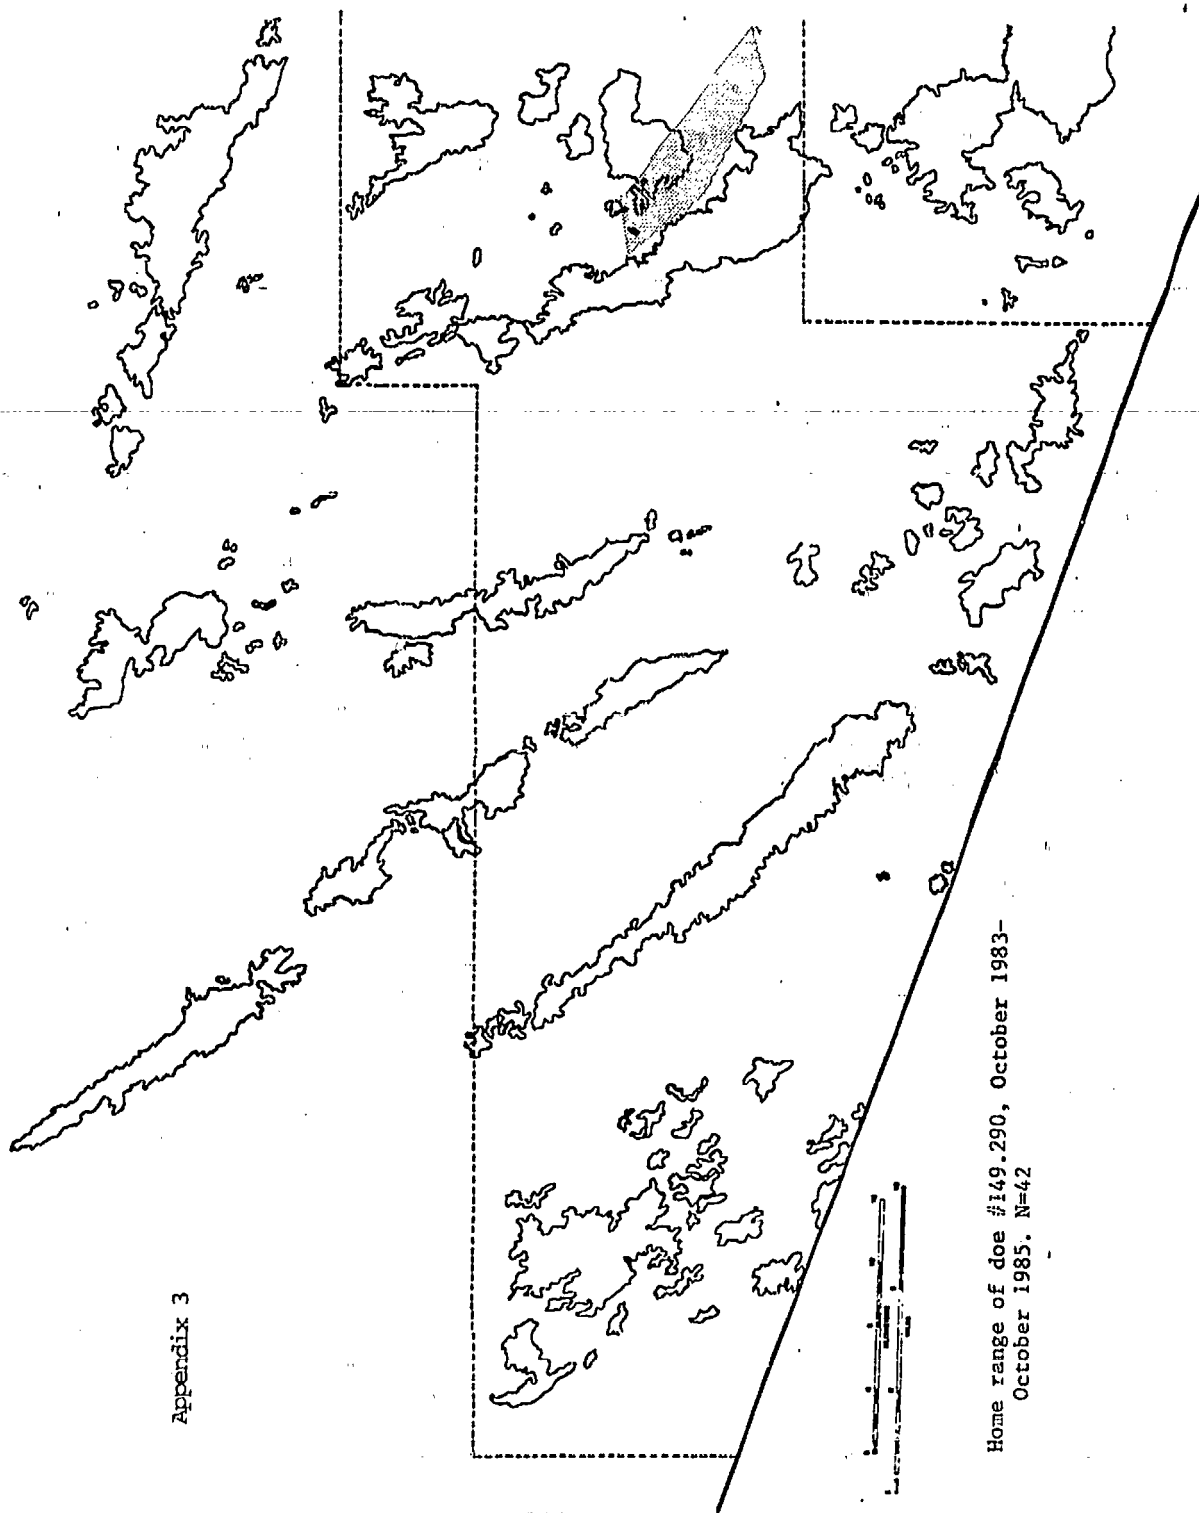 Appendix 3
Home range of doe #149.290, October 1983-
October 1985. N=42